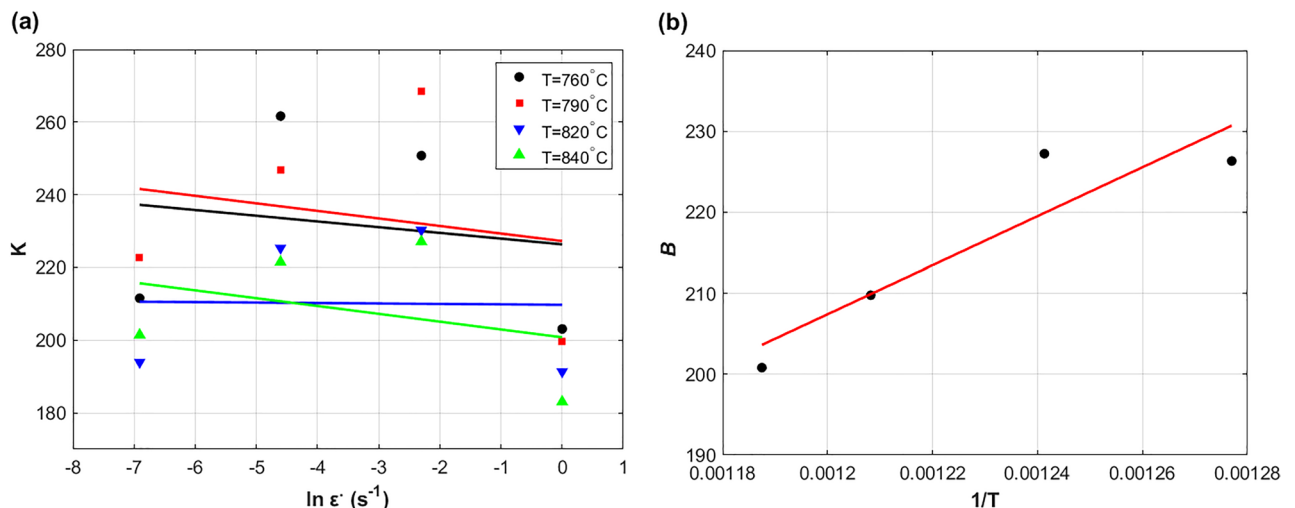 (a)
280
260
240
220
200
180
K
-8 -7 -6 -5 -4 -3 -2 -1 0 1
ln ε· (s-1)
T=760°C
T=790°C
T=820°C
T=840°C
(b)
240
230
220
210
200
190
B
0.00118 0.0012 0.00122 0.00124 0.00126 0.00128
1/T